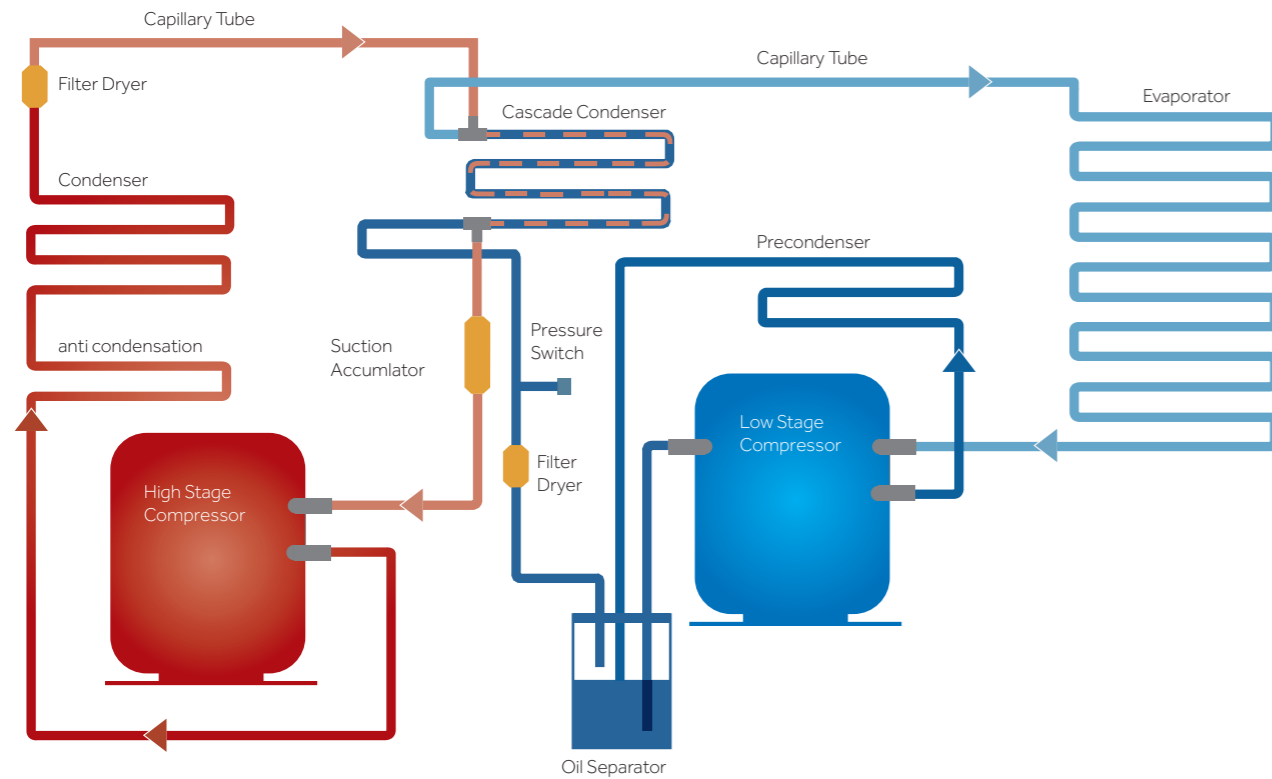 Capillary Tube
Filter Dryer
Capillary Tube
Evaporator
Cascade Condenser
Condenser
Precondenser
anti condensation
Suction
Accumlator
Pressure
Switch
Low Stage
Compressor
Filter
Dryer
High Stage
Compressor
Oil Separator